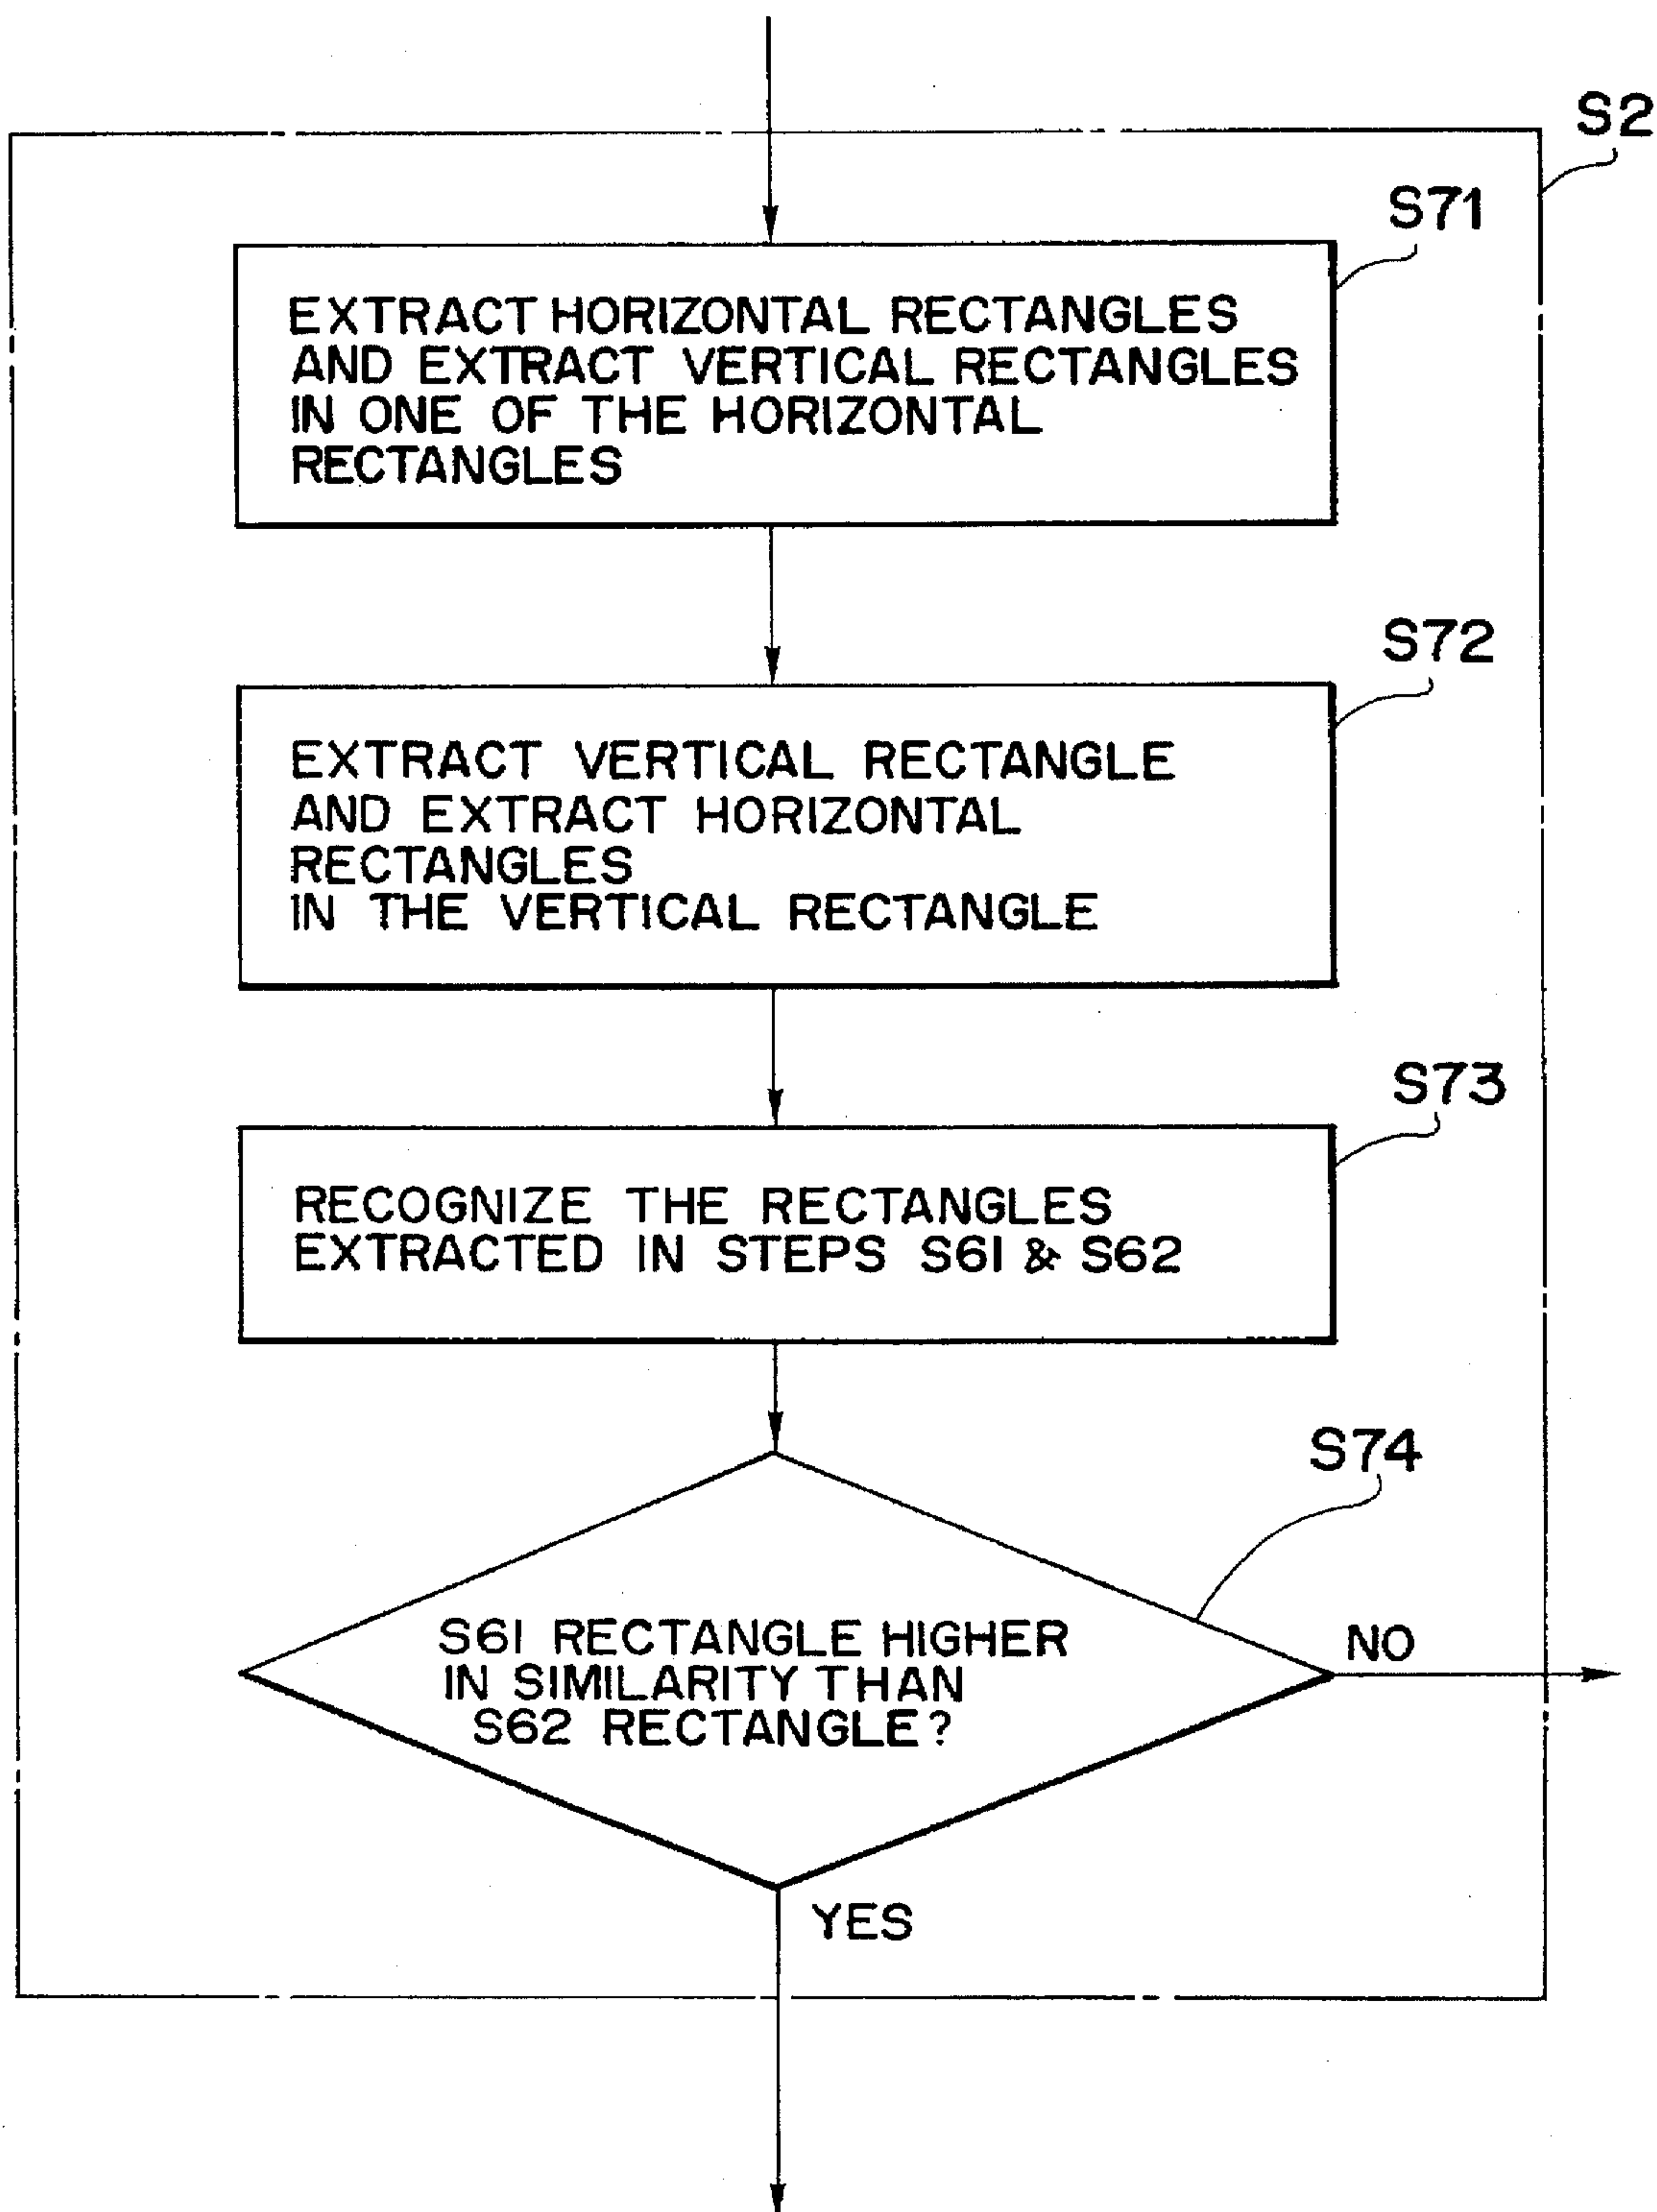 S2
S71
EXTRACT HORIZONTAL RECTANGLES
AND EXTRACT VERTICAL RECTANGLES
IN ONE OF THE HORIZONTAL
RECTANGLES
S72
EXTRACT VERTICAL RECTANGLE
AND EXTRACT HORIZONTAL
RECTANGLES
IN THE VERTICAL RECTANGLE
S73
RECOGNIZE THE RECTANGLES
EXTRACTED IN STEPS S61 & S62
S74
S61 RECTANGLE HIGHER
IN SIMILARITY THAN
S62 RECTANGLE?
NO
YES